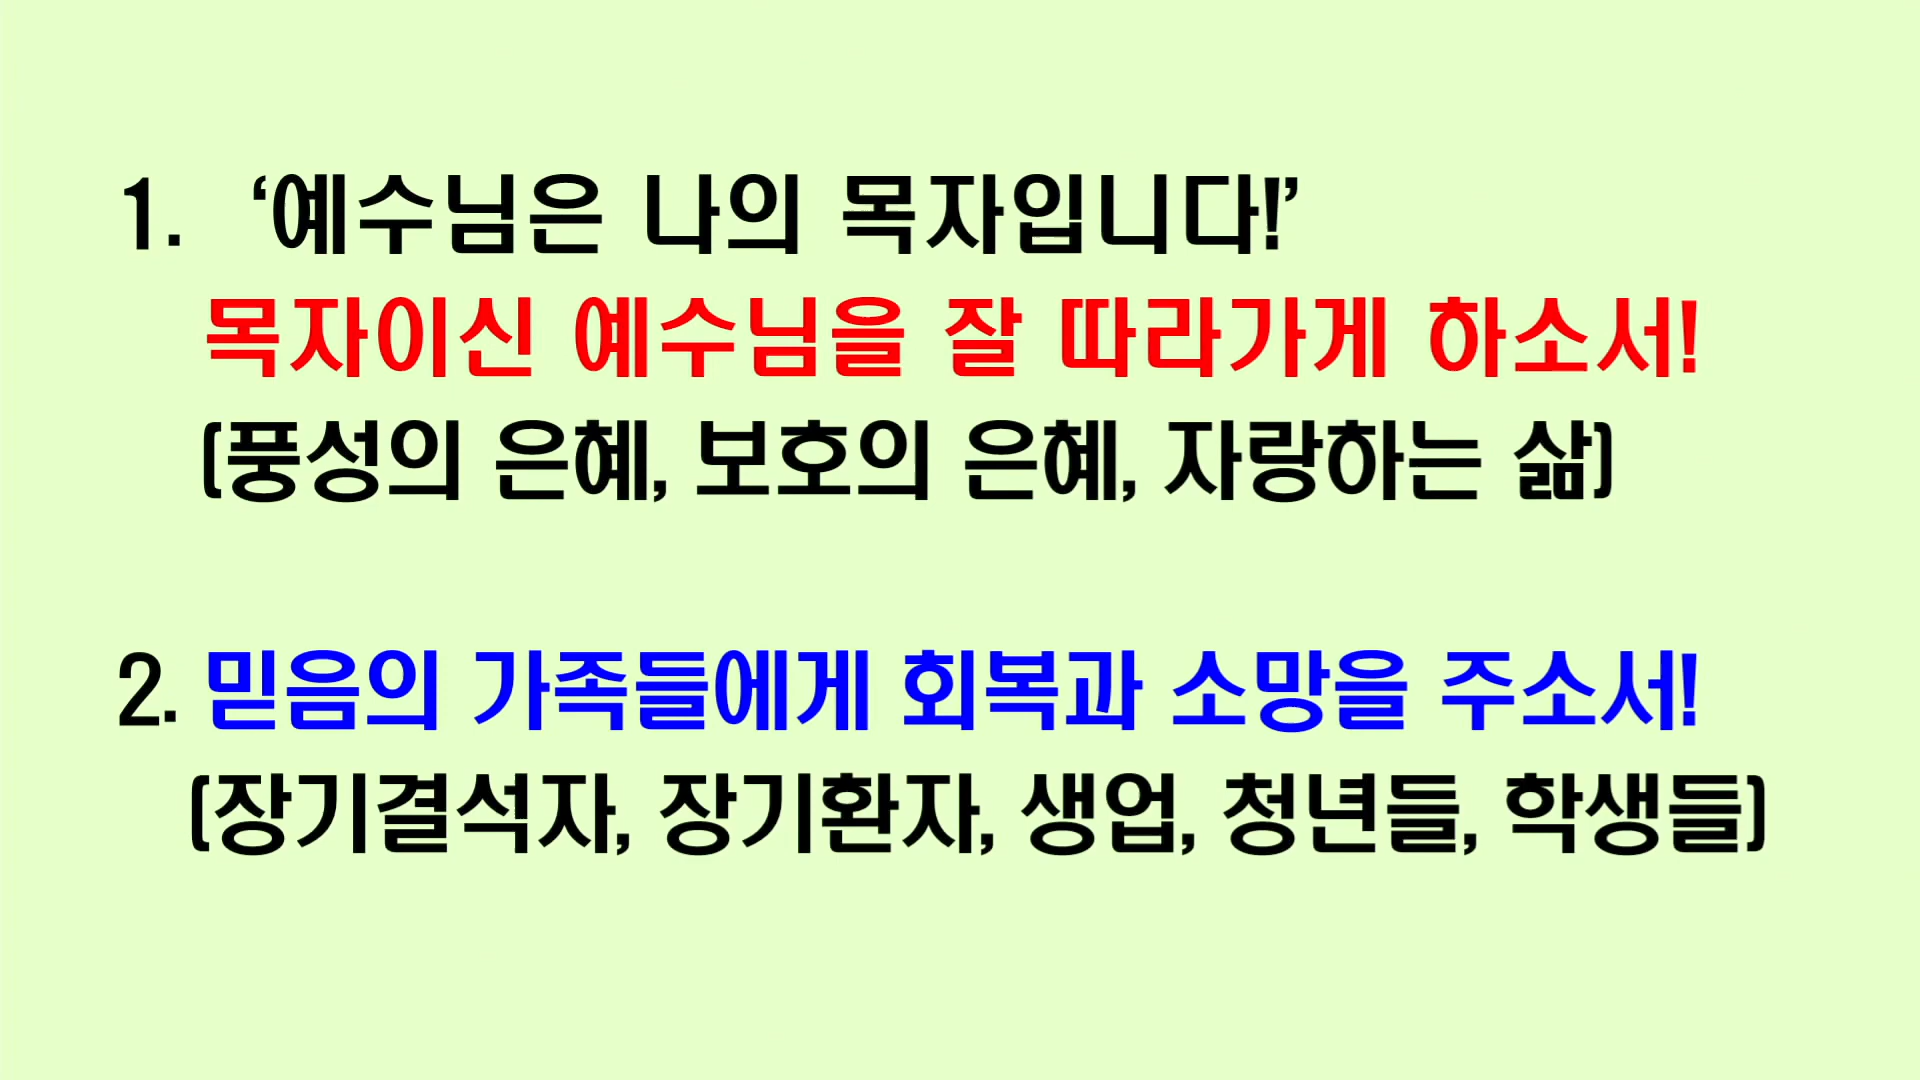 1. ‘예수님은 나의 목자입니다!’
목자이신 예수님을 잘 따라가게 하소서!
(풍성의 은혜, 보호의 은혜, 자랑하는 삶)
2. 믿음의 가족들에게 회복과 소망을 주소서!
(장기결석자, 장기환자, 생업, 청년들, 학생들)